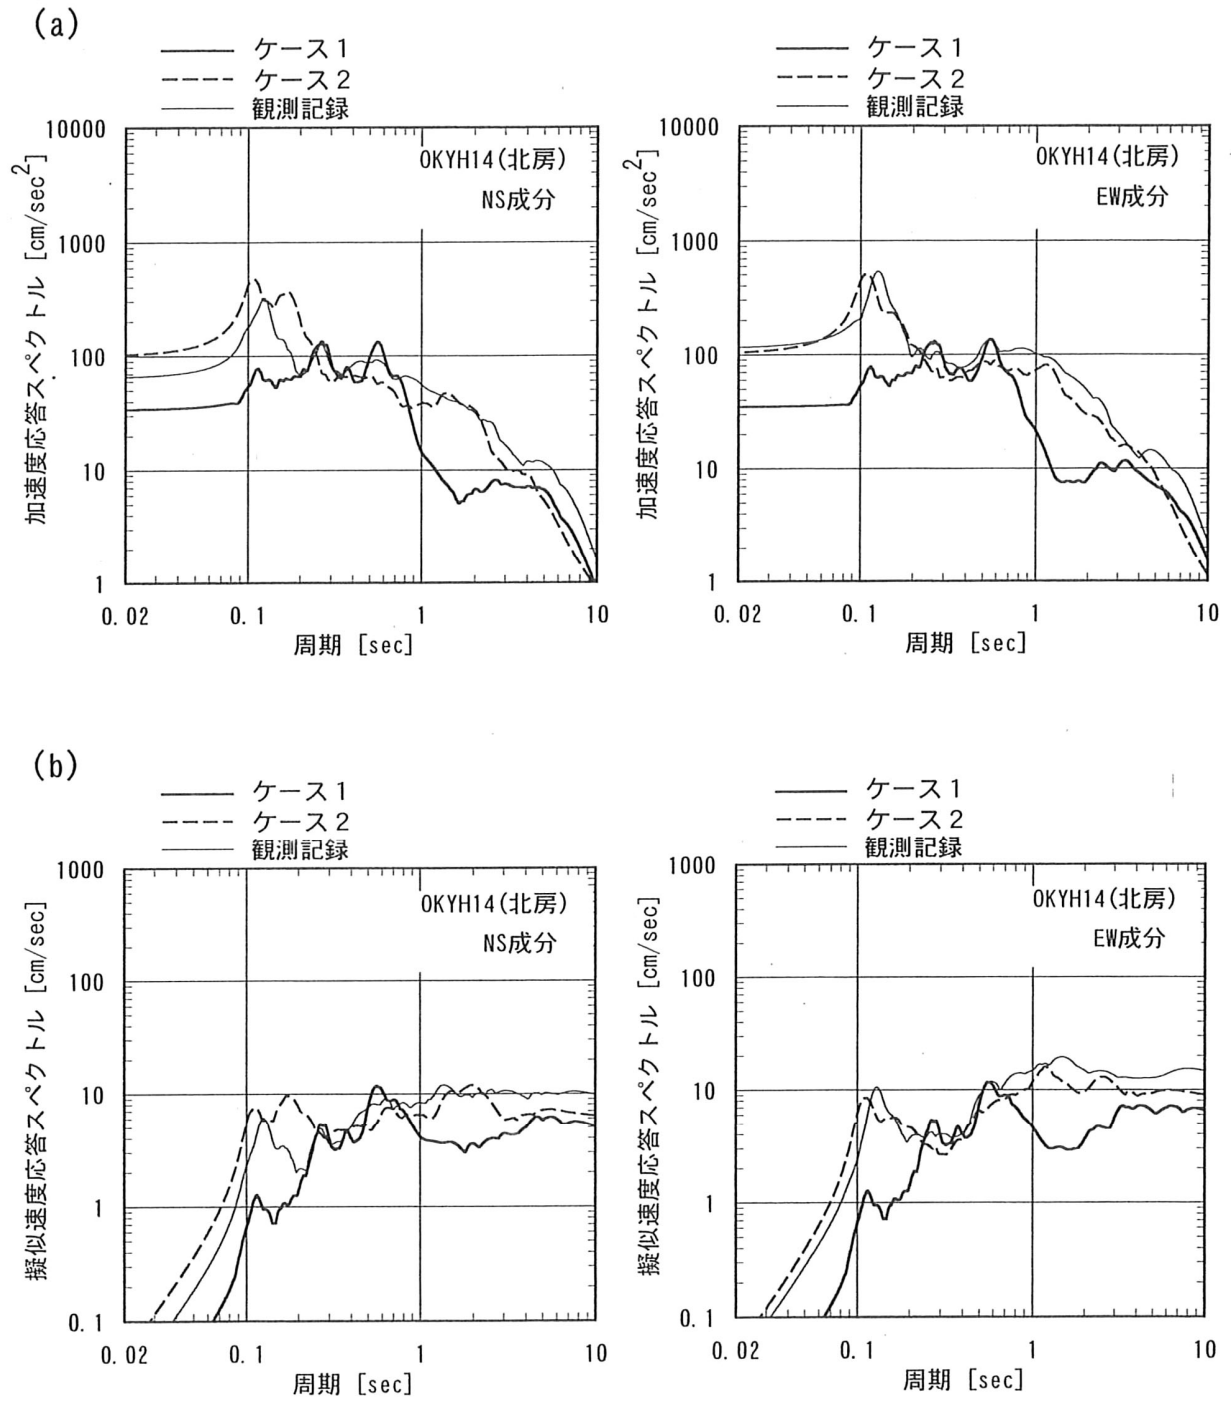 (a)
ケース1
ケース2
観測記録
OKYH14(北房)
NS成分
加速度応答スペクトル [cm/sec²]
10000
1000
100
10
1
0.02
0.1
1
10
周期 [sec]
ケース1
ケース2
観測記録
OKYH14(北房)
EW成分
加速度応答スペクトル [cm/sec²]
10000
1000
100
10
1
0.02
0.1
1
10
周期 [sec]
(b)
ケース1
ケース2
観測記録
OKYH14(北房)
NS成分
擬似速度応答スペクトル [cm/sec]
1000
100
10
1
0.1
0.02
0.1
1
10
周期 [sec]
ケース1
ケース2
観測記録
OKYH14(北房)
EW成分
擬似速度応答スペクトル [cm/sec]
1000
100
10
1
0.1
0.02
0.1
1
10
周期 [sec]